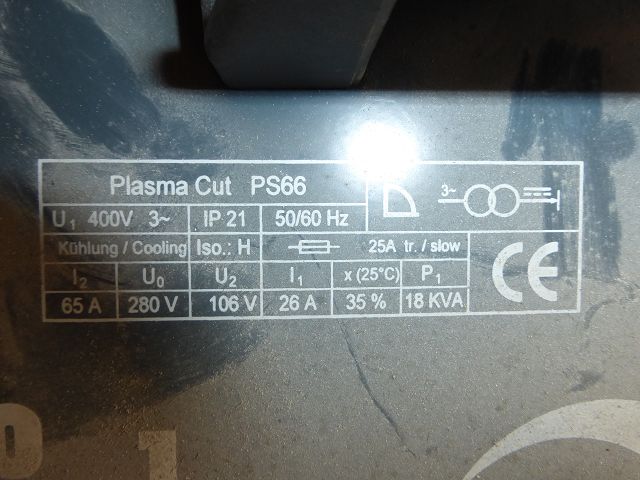 Plasma Cut PS66
3~
U1 400V 3~ IP 21 50/60 Hz
Kühlung / Cooling Iso.: H 25A tr. / slow
CE
I2 U0 U2 I1 x (25°C) P1
65 A 280 V 106 V 26 A 35 % 18 KVA